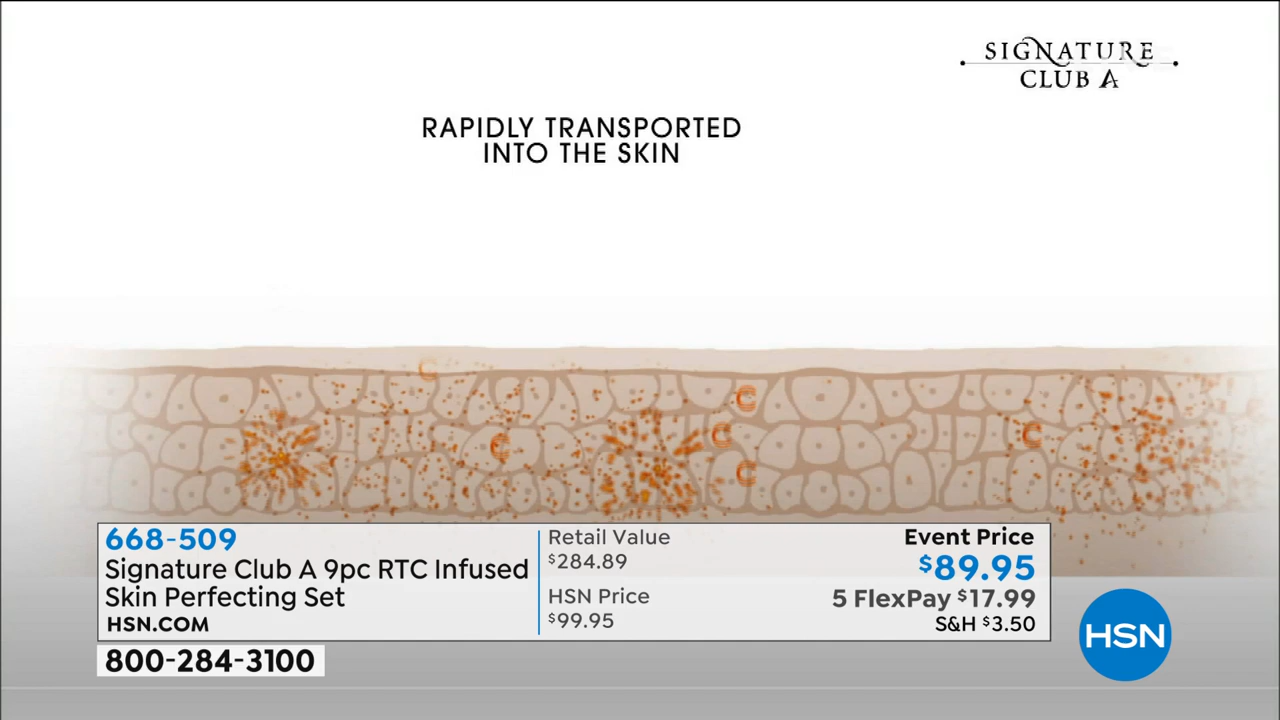 SIGNATURE
CLUB A
RAPIDLY TRANSPORTED
INTO THE SKIN
C
C
C
C
C
C
668-509
Signature Club A 9pc RTC Infused
Skin Perfecting Set
HSN.COM
Retail Value
$284.89
HSN Price
$99.95
Event Price
$89.95
5 FlexPay $17.99
S&H $3.50
800-284-3100
HSN